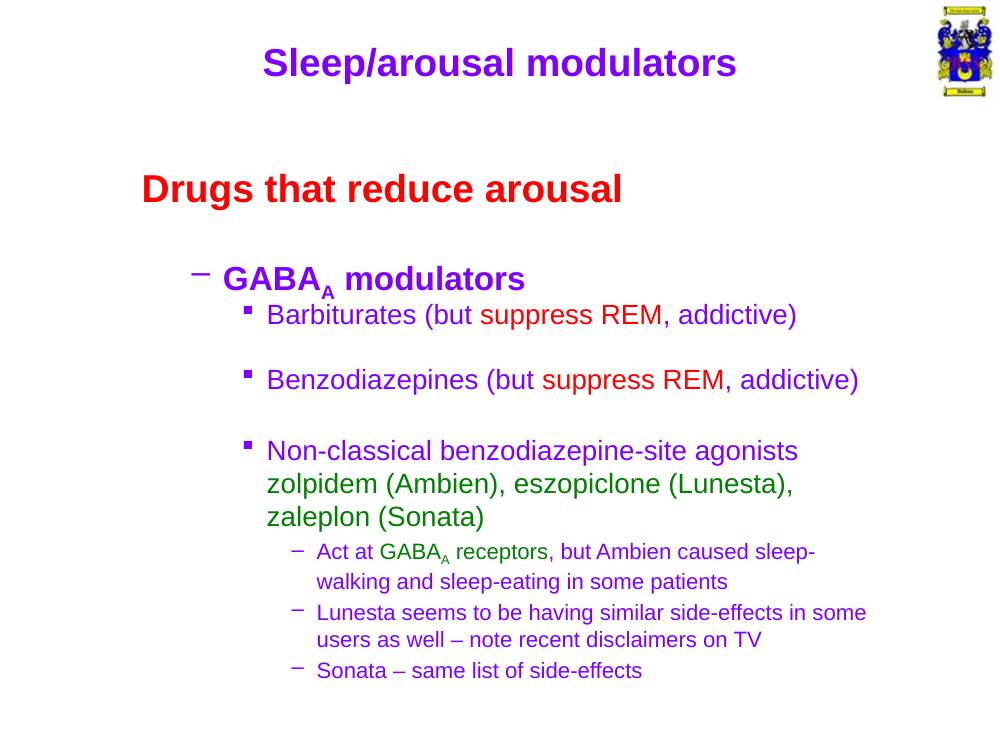 Sleep/arousal modulators
Drugs that reduce arousal
– GABAA modulators
▪ Barbiturates (but suppress REM, addictive)
▪ Benzodiazepines (but suppress REM, addictive)
▪ Non-classical benzodiazepine-site agonists
zolpidem (Ambien), eszopiclone (Lunesta),
zaleplon (Sonata)
– Act at GABAA receptors, but Ambien caused sleep-
walking and sleep-eating in some patients
– Lunesta seems to be having similar side-effects in some
users as well – note recent disclaimers on TV
– Sonata – same list of side-effects